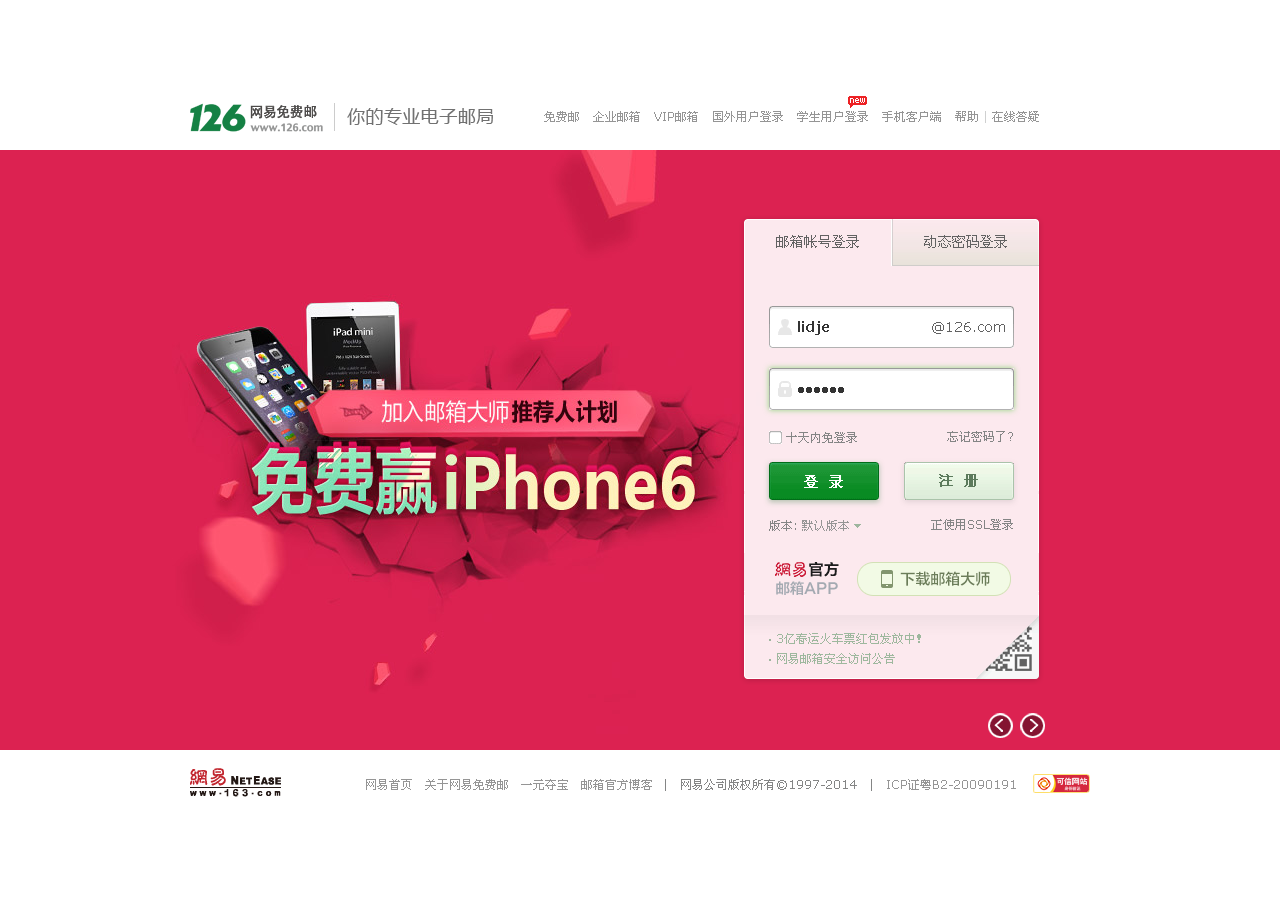 126 网易免费邮
www.126.com
你的专业电子邮局
免费邮 企业邮箱 VIP邮箱 国外用户登录 学生用户登录 new 手机客户端 帮助 | 在线答疑
邮箱帐号登录
动态密码登录
lidje @126.com
••••••
十天内免登录 忘记密码了?
登 录
注 册
版本: 默认版本 正使用SSL登录
網易官方
邮箱APP
下载邮箱大师
· 3亿春运火车票红包发放中!
· 网易邮箱安全访问公告
iPad mini
加入邮箱大师推荐人计划
免费赢iPhone6
網易 NETEASE
www.163.com
网易首页 关于网易免费邮 一元夺宝 邮箱官方博客 | 网易公司版权所有©1997-2014 | ICP证粤B2-20090191
可信网站